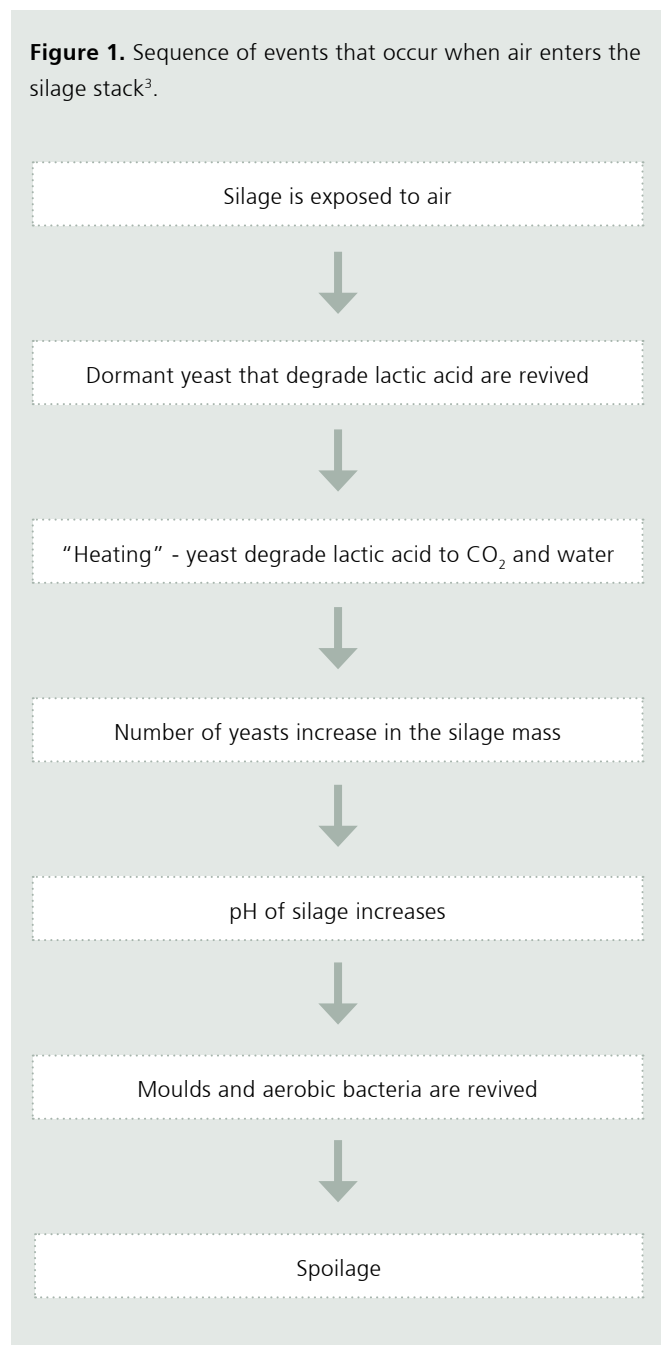 Figure 1. Sequence of events that occur when air enters the
silage stack³.
Silage is exposed to air
Dormant yeast that degrade lactic acid are revived
“Heating” - yeast degrade lactic acid to CO₂ and water
Number of yeasts increase in the silage mass
pH of silage increases
Moulds and aerobic bacteria are revived
Spoilage